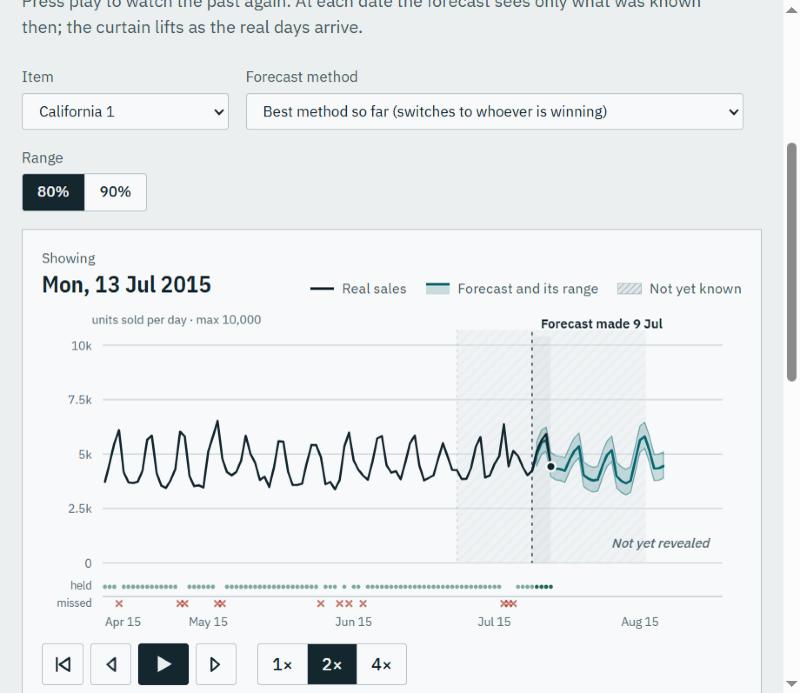 Press play to watch the past again. At each date the forecast sees only what was known
then; the curtain lifts as the real days arrive.
Item
Forecast method
California 1
Best method so far (switches to whoever is winning)
Range
80%
90%
Showing
Mon, 13 Jul 2015
Real sales
Forecast and its range
Not yet known
units sold per day · max 10,000
Forecast made 9 Jul
10k
7.5k
5k
2.5k
0
Not yet revealed
held
missed
Apr 15
May 15
Jun 15
Jul 15
Aug 15
1×
2×
4×